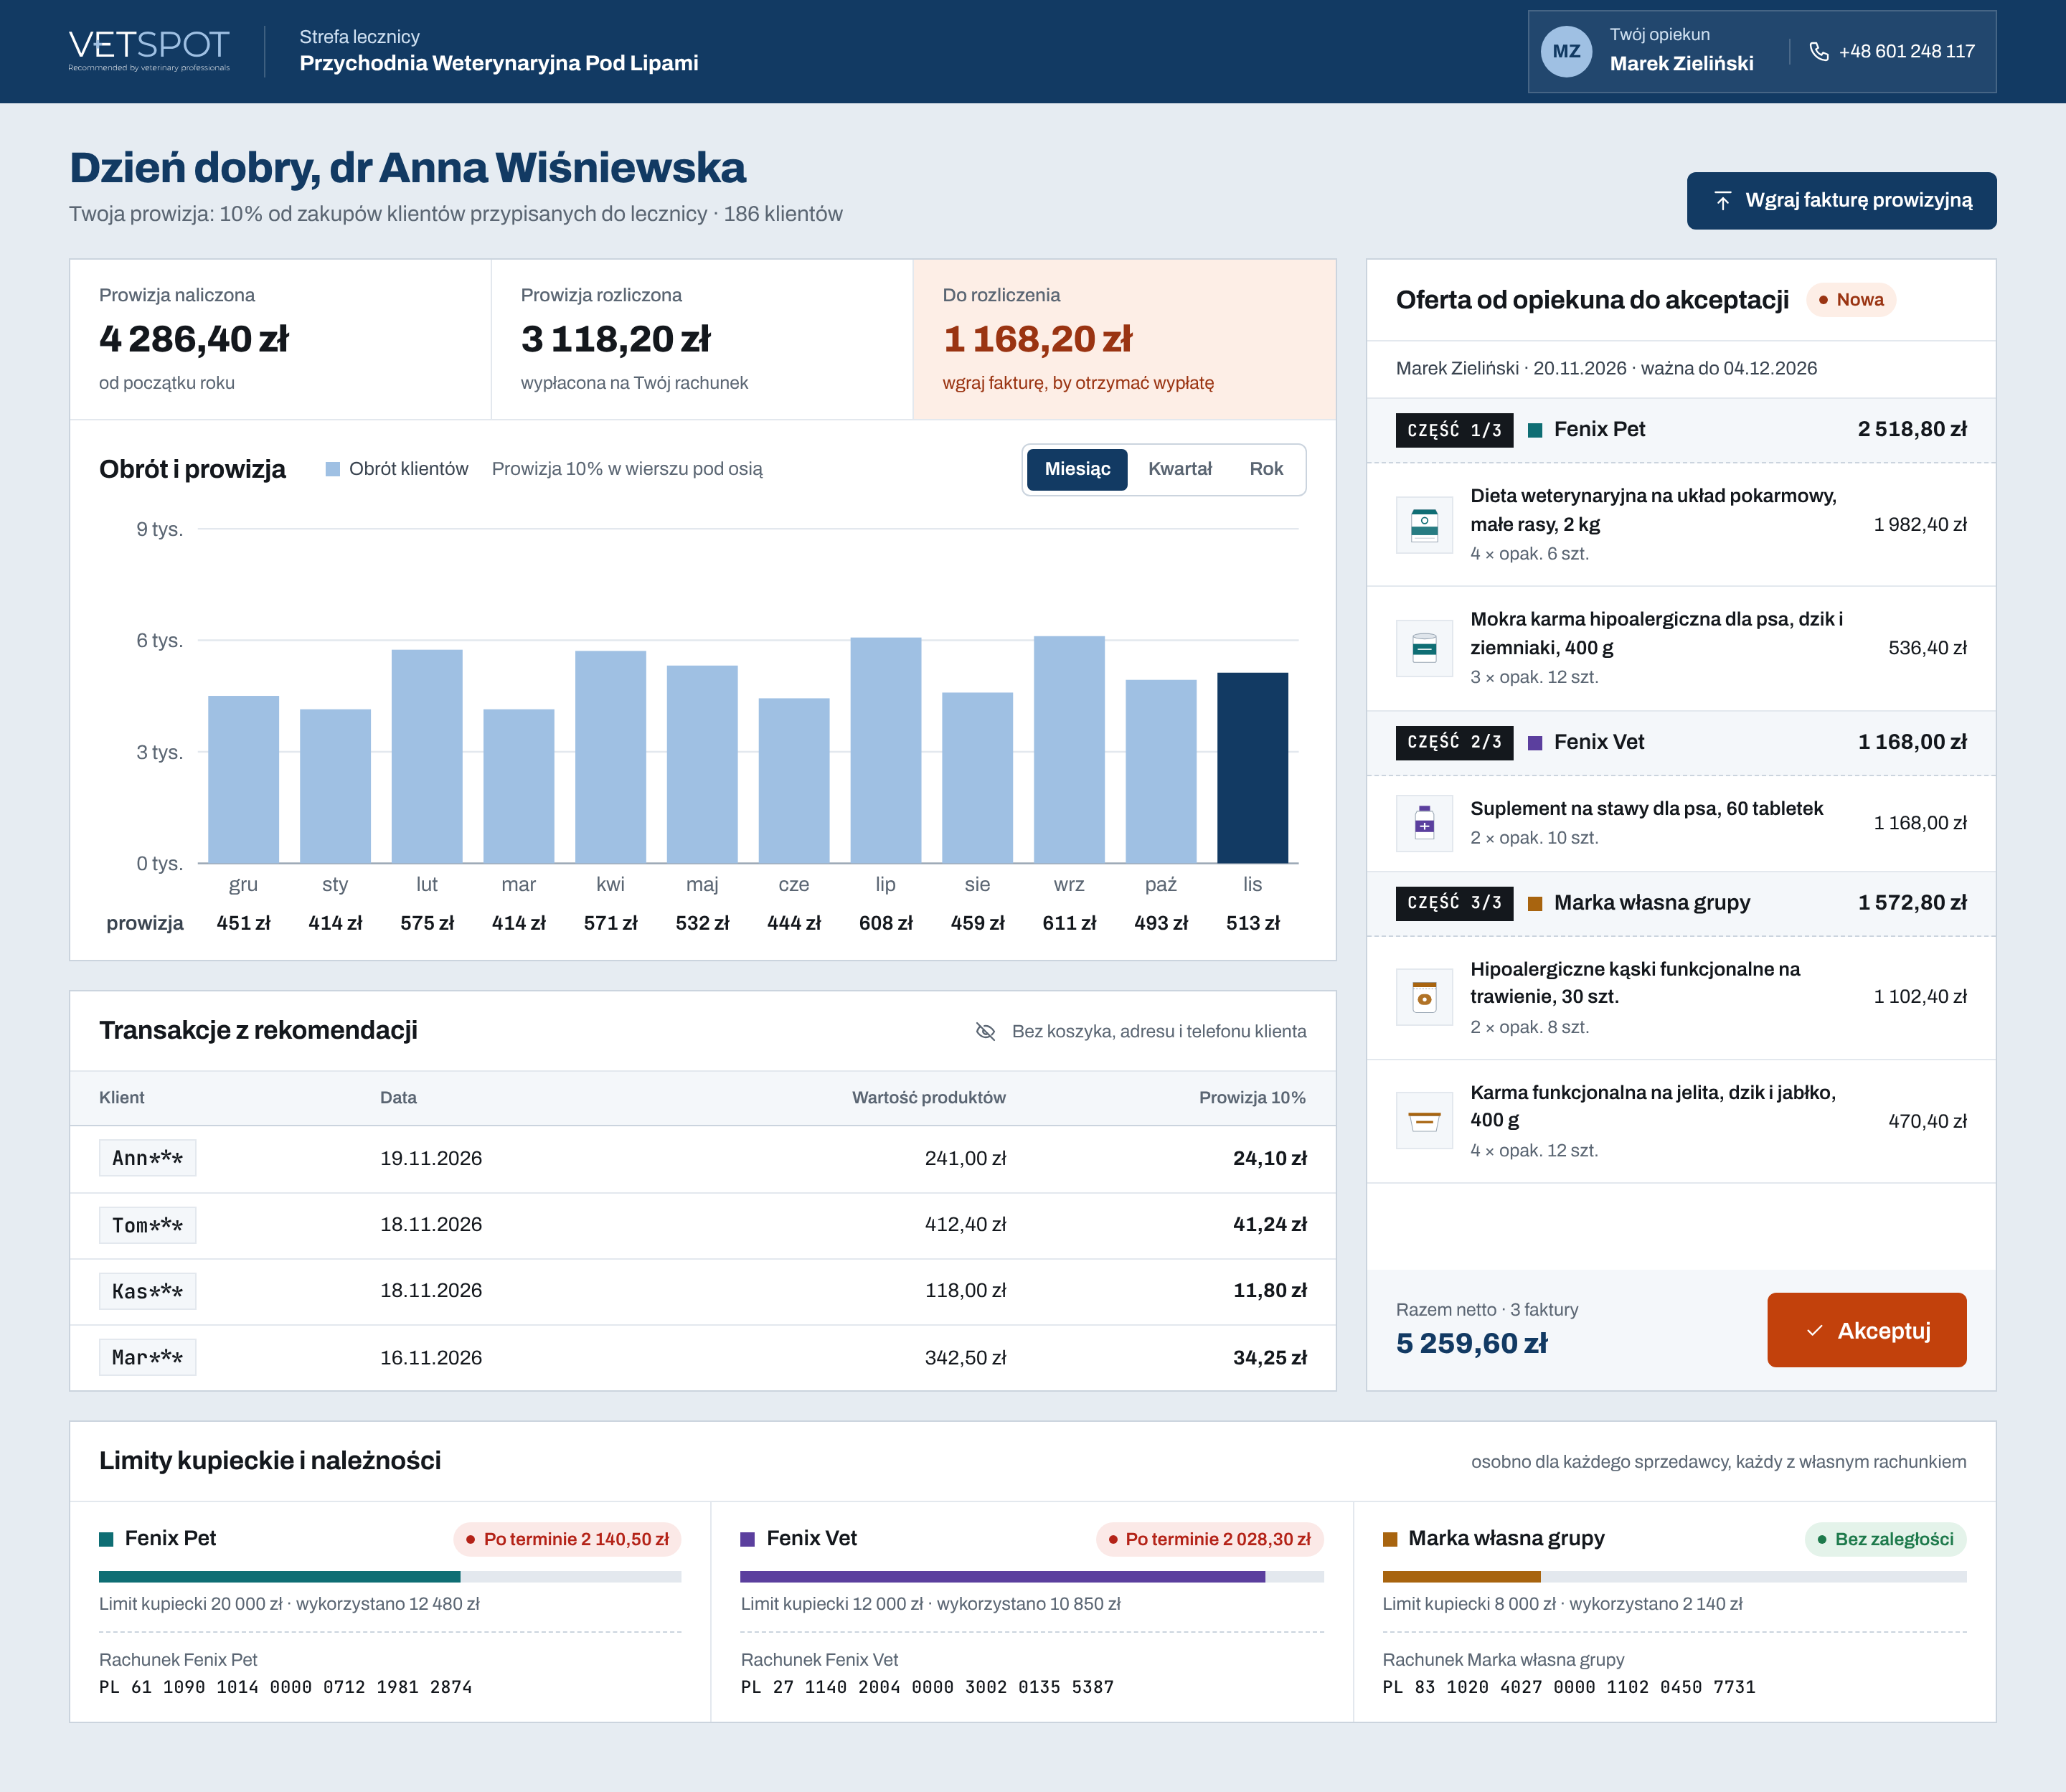 VETSPOT
Recommended by veterinary professionals
Strefa lecznicy
Przychodnia Weterynaryjna Pod Lipami
MZ
Twój opiekun
Marek Zieliński
+48 601 248 117
Dzień dobry, dr Anna Wiśniewska
Twoja prowizja: 10% od zakupów klientów przypisanych do lecznicy · 186 klientów
Wgraj fakturę prowizyjną
Prowizja naliczona
4 286,40 zł
od początku roku
Prowizja rozliczona
3 118,20 zł
wypłacona na Twój rachunek
Do rozliczenia
1 168,20 zł
wgraj fakturę, by otrzymać wypłatę
Obrót i prowizja
Obrót klientów
Prowizja 10% w wierszu pod osią
Miesiąc Kwartał Rok
9 tys.
6 tys.
3 tys.
0 tys.
gru sty lut mar kwi maj cze lip sie wrz paź lis
prowizja 451 zł 414 zł 575 zł 414 zł 571 zł 532 zł 444 zł 608 zł 459 zł 611 zł 493 zł 513 zł
Transakcje z rekomendacji
Bez koszyka, adresu i telefonu klienta
Klient Data Wartość produktów Prowizja 10%
Ann*** 19.11.2026 241,00 zł 24,10 zł
Tom*** 18.11.2026 412,40 zł 41,24 zł
Kas*** 18.11.2026 118,00 zł 11,80 zł
Mar*** 16.11.2026 342,50 zł 34,25 zł
Oferta od opiekuna do akceptacji
Nowa
Marek Zieliński · 20.11.2026 · ważna do 04.12.2026
CZĘŚĆ 1/3 Fenix Pet 2 518,80 zł
Dieta weterynaryjna na układ pokarmowy,
małe rasy, 2 kg
4 × opak. 6 szt.
1 982,40 zł
Mokra karma hipoalergiczna dla psa, dzik i
ziemniaki, 400 g
3 × opak. 12 szt.
536,40 zł
CZĘŚĆ 2/3 Fenix Vet 1 168,00 zł
Suplement na stawy dla psa, 60 tabletek
2 × opak. 10 szt.
1 168,00 zł
CZĘŚĆ 3/3 Marka własna grupy 1 572,80 zł
Hipoalergiczne kąski funkcjonalne na
trawienie, 30 szt.
2 × opak. 8 szt.
1 102,40 zł
Karma funkcjonalna na jelita, dzik i jabłko,
400 g
4 × opak. 12 szt.
470,40 zł
Razem netto · 3 faktury
5 259,60 zł
Akceptuj
Limity kupieckie i należności
osobno dla każdego sprzedawcy, każdy z własnym rachunkiem
Fenix Pet
Po terminie 2 140,50 zł
Limit kupiecki 20 000 zł · wykorzystano 12 480 zł
Rachunek Fenix Pet
PL 61 1090 1014 0000 0712 1981 2874
Fenix Vet
Po terminie 2 028,30 zł
Limit kupiecki 12 000 zł · wykorzystano 10 850 zł
Rachunek Fenix Vet
PL 27 1140 2004 0000 3002 0135 5387
Marka własna grupy
Bez zaległości
Limit kupiecki 8 000 zł · wykorzystano 2 140 zł
Rachunek Marka własna grupy
PL 83 1020 4027 0000 1102 0450 7731